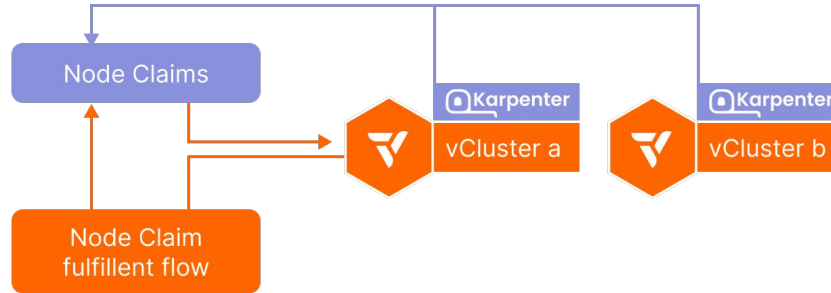 Node Claims
Karpenter
Karpenter
vCluster a
vCluster b
Node Claim
fulfillent flow